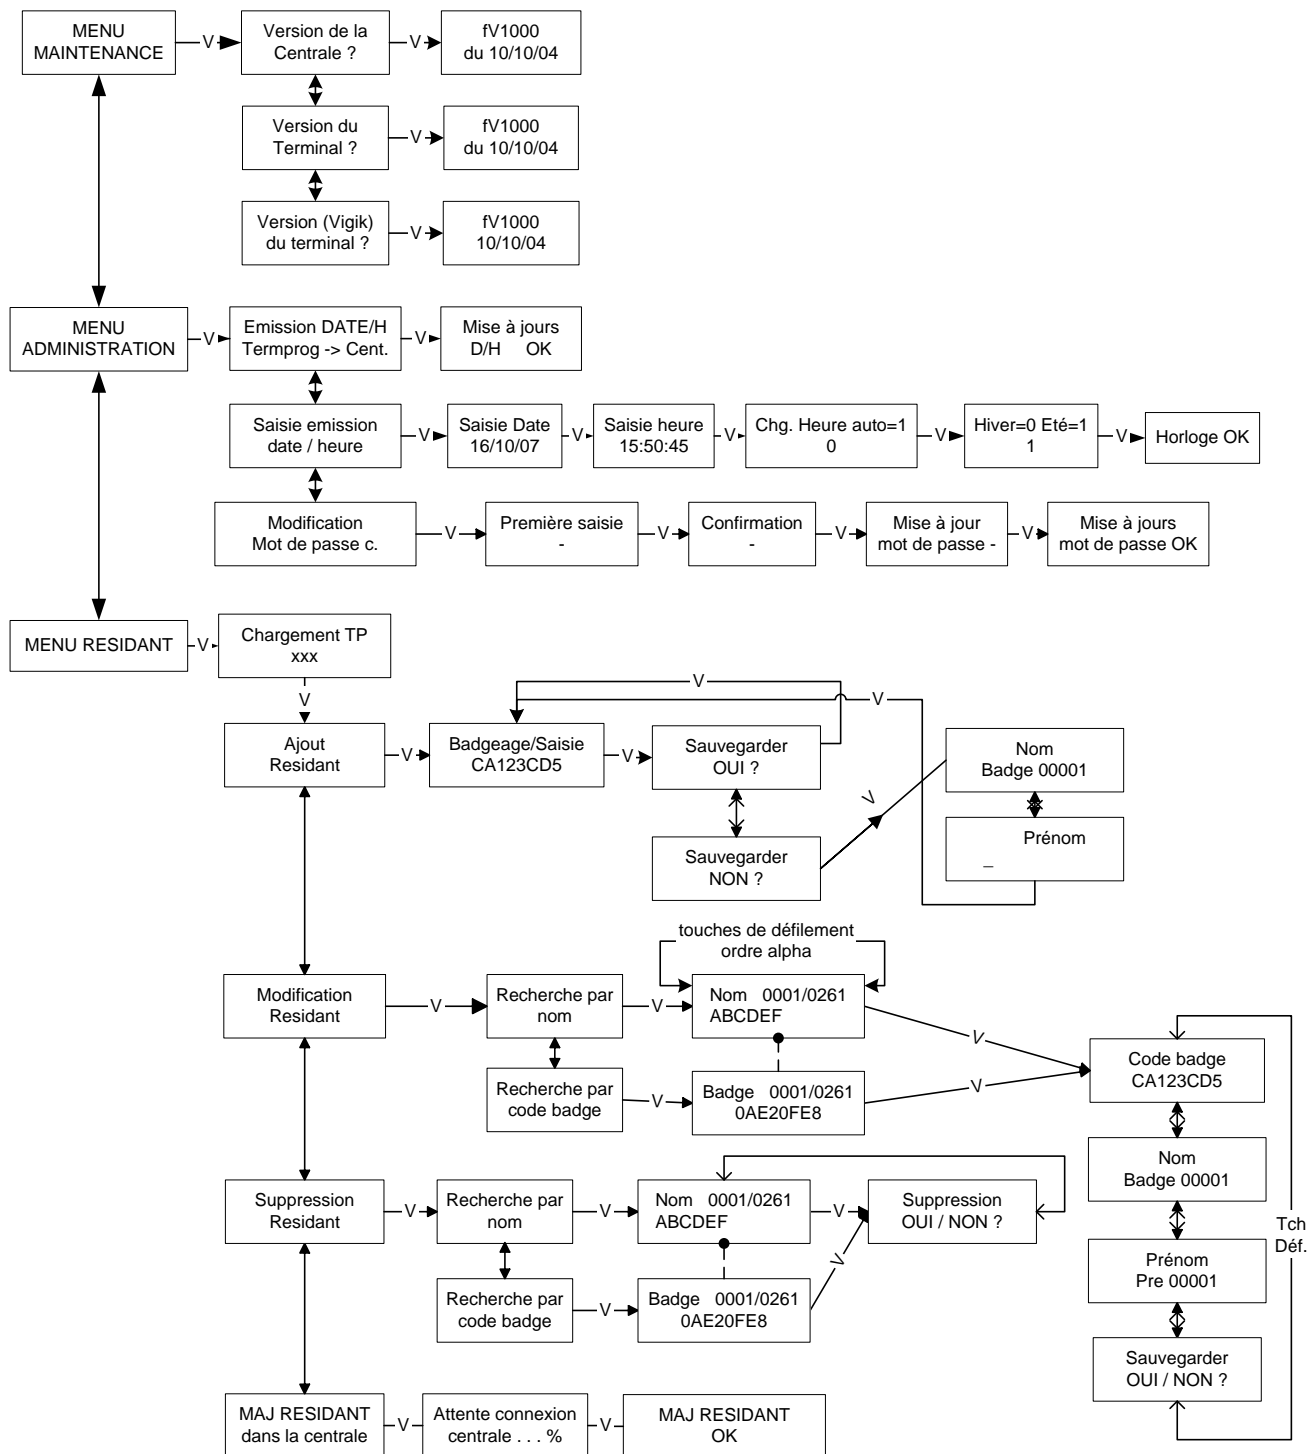 MENU
MAINTENANCE
V
Version de la
Centrale ?
V
fV1000
du 10/10/04
Version du
Terminal ?
V
fV1000
du 10/10/04
Version (Vigik)
du terminal ?
V
fV1000
10/10/04
MENU
ADMINISTRATION
V
Emission DATE/H
Termprog -> Cent.
V
Mise à jours
D/H OK
Saisie emission
date / heure
V
Saisie Date
16/10/07
V
Saisie heure
15:50:45
V
Chg. Heure auto=1
0
V
Hiver=0 Eté=1
1
V
Horloge OK
Modification
Mot de passe c.
V
Première saisie
-
V
Confirmation
-
V
Mise à jour
mot de passe -
V
Mise à jours
mot de passe OK
MENU RESIDANT
V
Chargement TP
xxx
V
Ajout
Residant
V
Badgeage/Saisie
CA123CD5
V
V
V
Sauvegarder
OUI ?
Sauvegarder
NON ?
V
Nom
Badge 00001
Prénom
_
Modification
Residant
V
Recherche par
nom
V
touches de défilement
ordre alpha
Nom 0001/0261
ABCDEF
V
Recherche par
code badge
V
Badge 0001/0261
0AE20FE8
V
Code badge
CA123CD5
Nom
Badge 00001
Prénom
Pre 00001
Sauvegarder
OUI / NON ?
Tch
Déf.
Suppression
Residant
V
Recherche par
nom
V
Nom 0001/0261
ABCDEF
V
Suppression
OUI / NON ?
Recherche par
code badge
V
Badge 0001/0261
0AE20FE8
V
MAJ RESIDANT
dans la centrale
V
Attente connexion
centrale . . . %
V
MAJ RESIDANT
OK